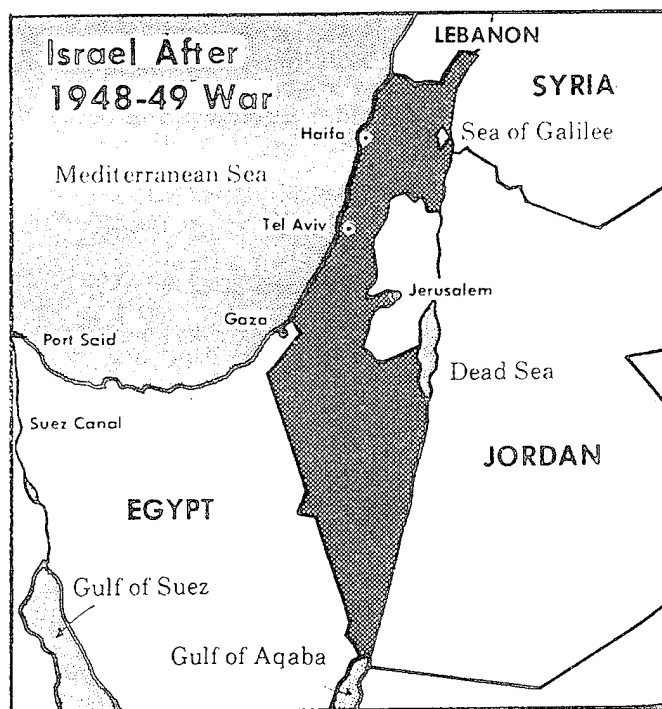 Israel After
1948-49 War
LEBANON
SYRIA
Haifa
Sea of Galilee
Mediterranean Sea
Tel Aviv
Jerusalem
Gaza
Port Said
Dead Sea
Suez Canal
JORDAN
EGYPT
Gulf of Suez
Gulf of Aqaba